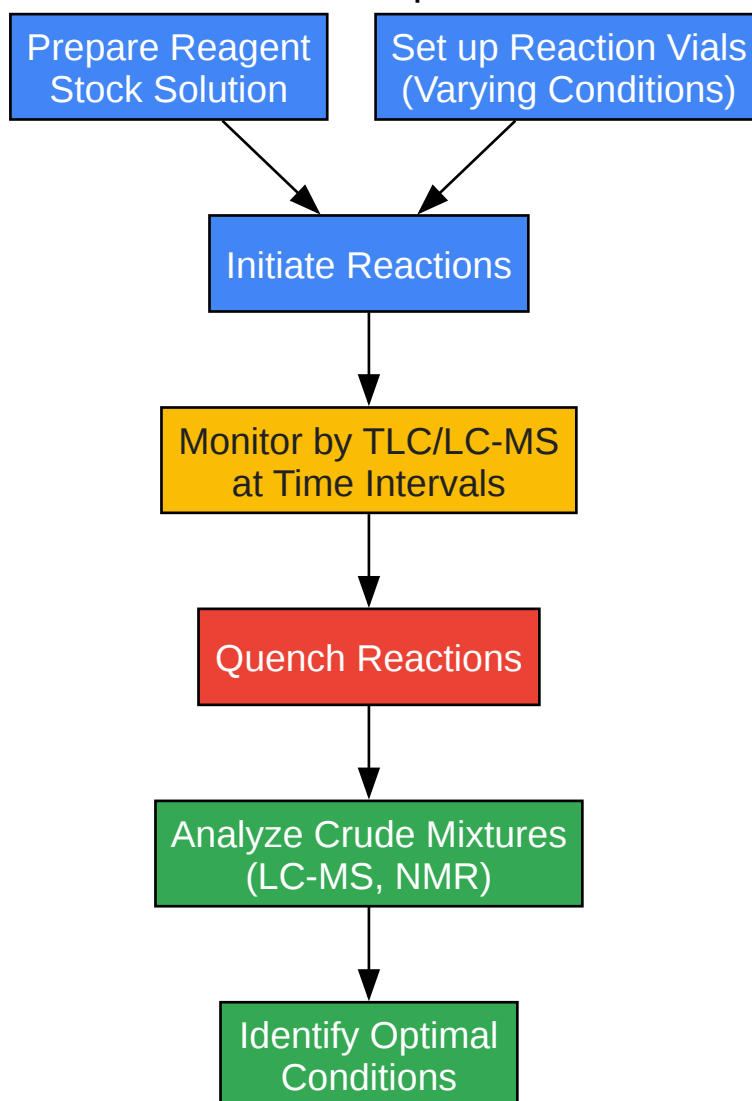 Prepare Reagent
Stock Solution
Set up Reaction Vials
(Varying Conditions)
Initiate Reactions
Monitor by TLC/LC-MS
at Time Intervals
Quench Reactions
Analyze Crude Mixtures
(LC-MS, NMR)
Identify Optimal
Conditions